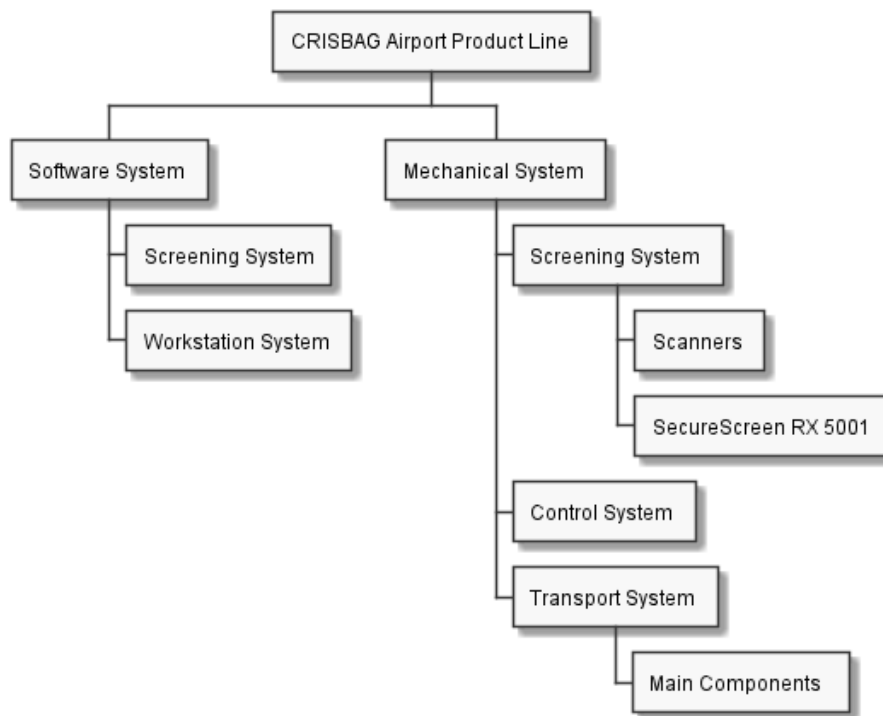 CRISBAG Airport Product Line
Software System
Mechanical System
Screening System
Workstation System
Screening System
Scanners
SecureScreen RX 5001
Control System
Transport System
Main Components